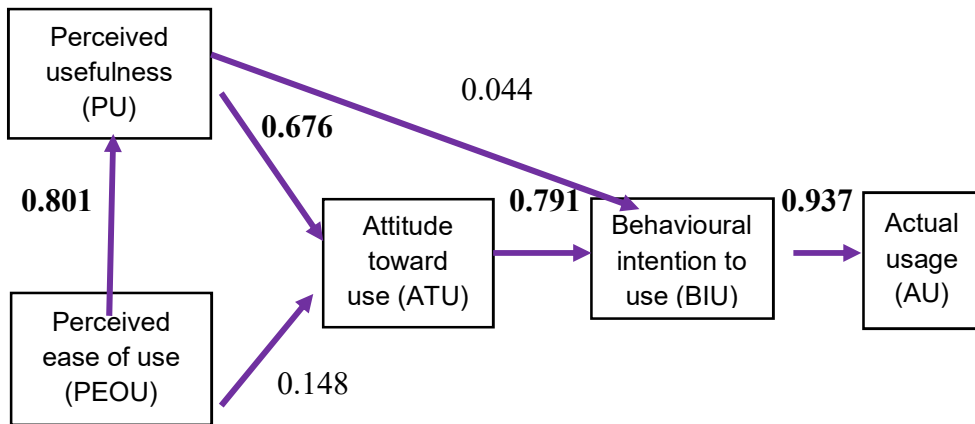 Perceived
usefulness
(PU)
0.044
0.676
0.801
0.791
0.937
Attitude
toward
use (ATU)
Behavioural
intention to
use (BIU)
Actual
usage
(AU)
Perceived
ease of use
(PEOU)
0.148